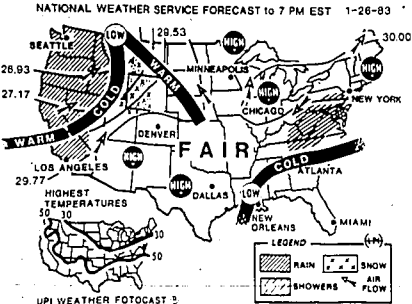 NATIONAL WEATHER SERVICE FORECAST to 7 PM EST 1-26-83
SEATTLE
LOW
29.53
HIGH
30.00
WARM
MINNEAPOLIS
HIGH
26.93
27.17
COLD
HIGH
CHICAGO
NEW YORK
WARM
DENVER
FAIR
HIGH
COLD
LOS ANGELES
29.77
HIGH
DALLAS
LOW
ATLANTA
NEW
ORLEANS
MIAMI
HIGHEST
TEMPERATURES
50
30
30
50
LEGEND
RAIN
SNOW
SHOWERS
AIR
FLOW
UPI WEATHER FOTOCAST